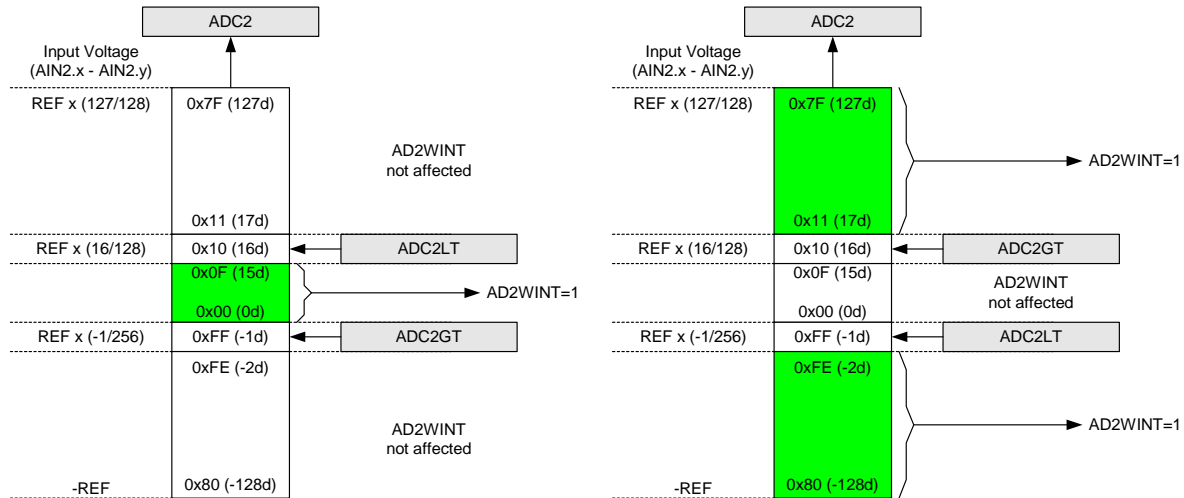 ADC2
Input Voltage
(AIN2.x - AIN2.y)
REF x (127/128)
0x7F (127d)
AD2WINT
not affected
0x11 (17d)
REF x (16/128)
0x10 (16d)
ADC2LT
0x0F (15d)
AD2WINT=1
0x00 (0d)
REF x (-1/256)
0xFF (-1d)
ADC2GT
0xFE (-2d)
AD2WINT
not affected
-REF
0x80 (-128d)
ADC2
Input Voltage
(AIN2.x - AIN2.y)
REF x (127/128)
0x7F (127d)
AD2WINT=1
0x11 (17d)
REF x (16/128)
0x10 (16d)
ADC2GT
0x0F (15d)
AD2WINT
not affected
0x00 (0d)
REF x (-1/256)
0xFF (-1d)
ADC2LT
0xFE (-2d)
AD2WINT=1
-REF
0x80 (-128d)